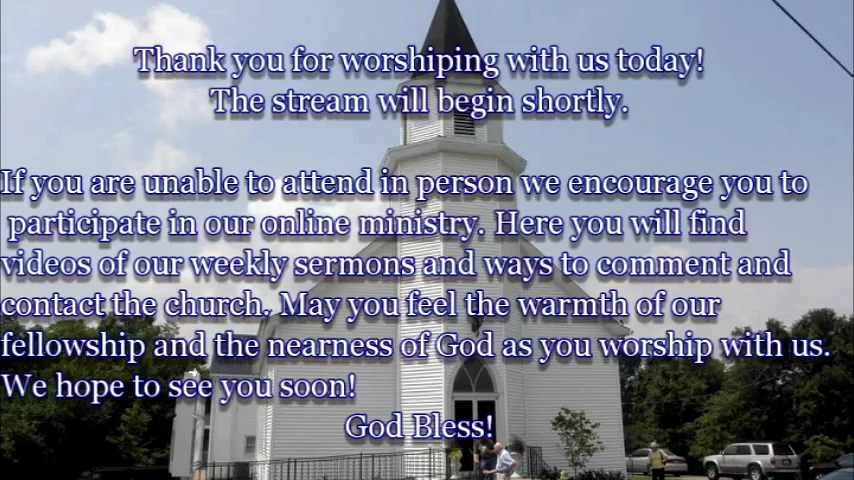 Thank you for worshiping with us today!
The stream will begin shortly.
If you are unable to attend in person we encourage you to
participate in our online ministry. Here you will find
videos of our weekly sermons and ways to comment and
contact the church. May you feel the warmth of our
fellowship and the nearness of God as you worship with us.
We hope to see you soon!
God Bless!